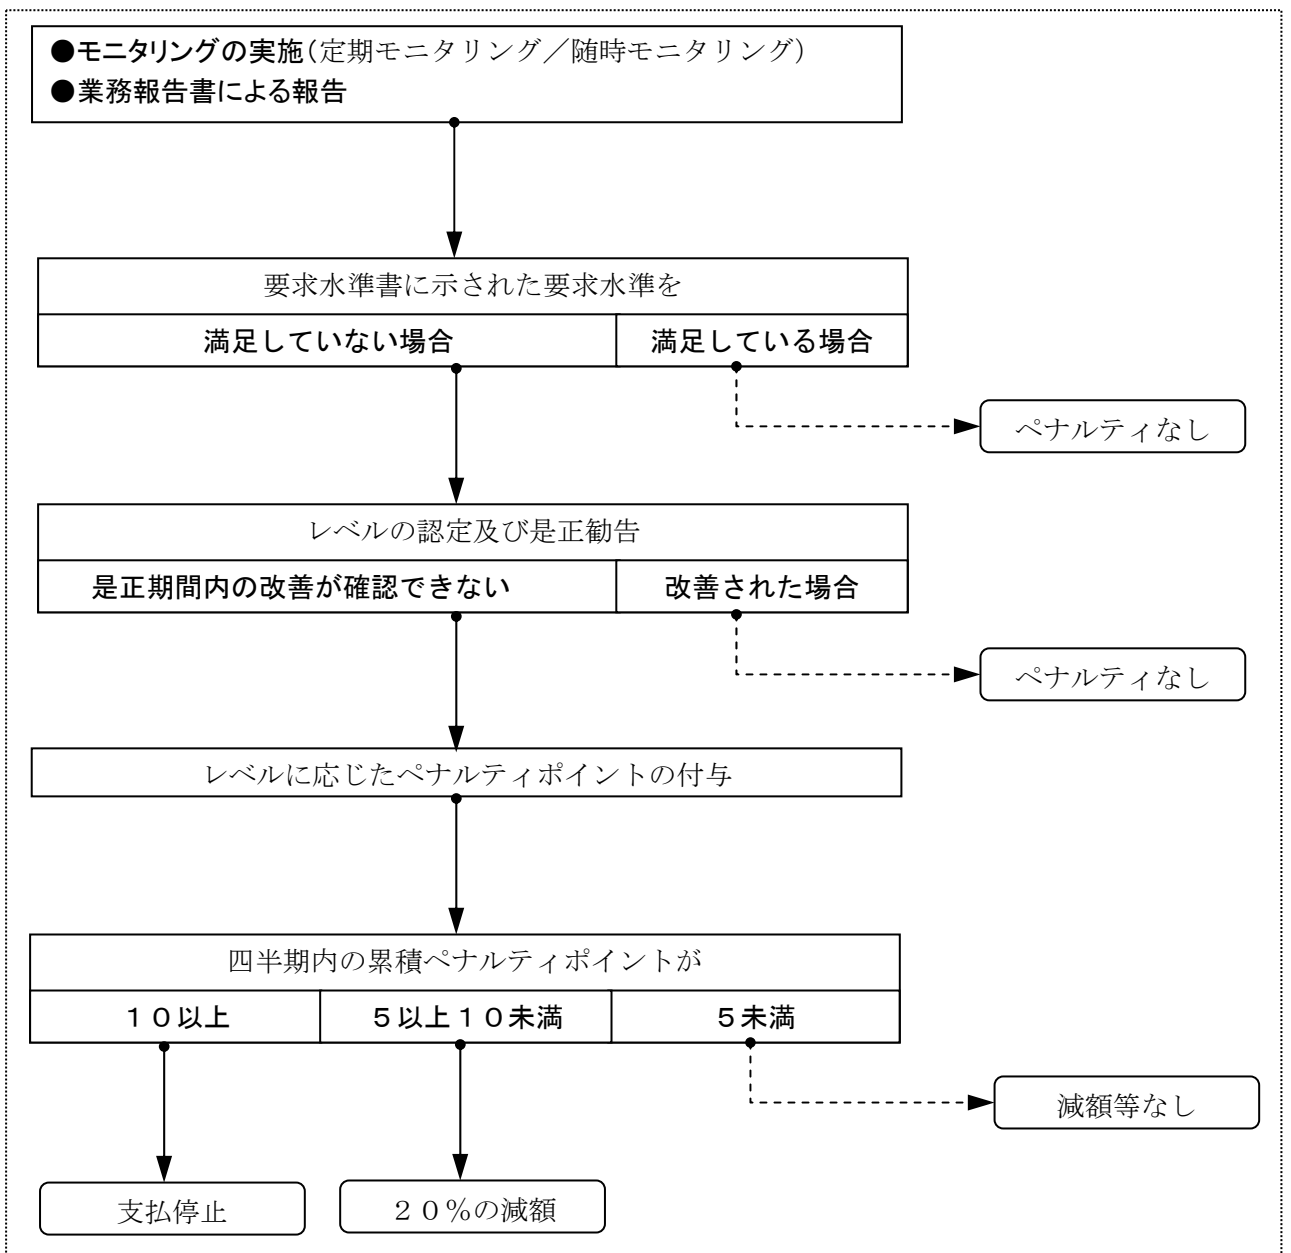 ●モニタリングの実施(定期モニタリング／随時モニタリング)
●業務報告書による報告
要求水準書に示された要求水準を
満足していない場合
満足している場合
ペナルティなし
レベルの認定及び是正勧告
是正期間内の改善が確認できない
改善された場合
ペナルティなし
レベルに応じたペナルティポイントの付与
四半期内の累積ペナルティポイントが
１０以上
５以上１０未満
５未満
減額等なし
支払停止
２０％の減額